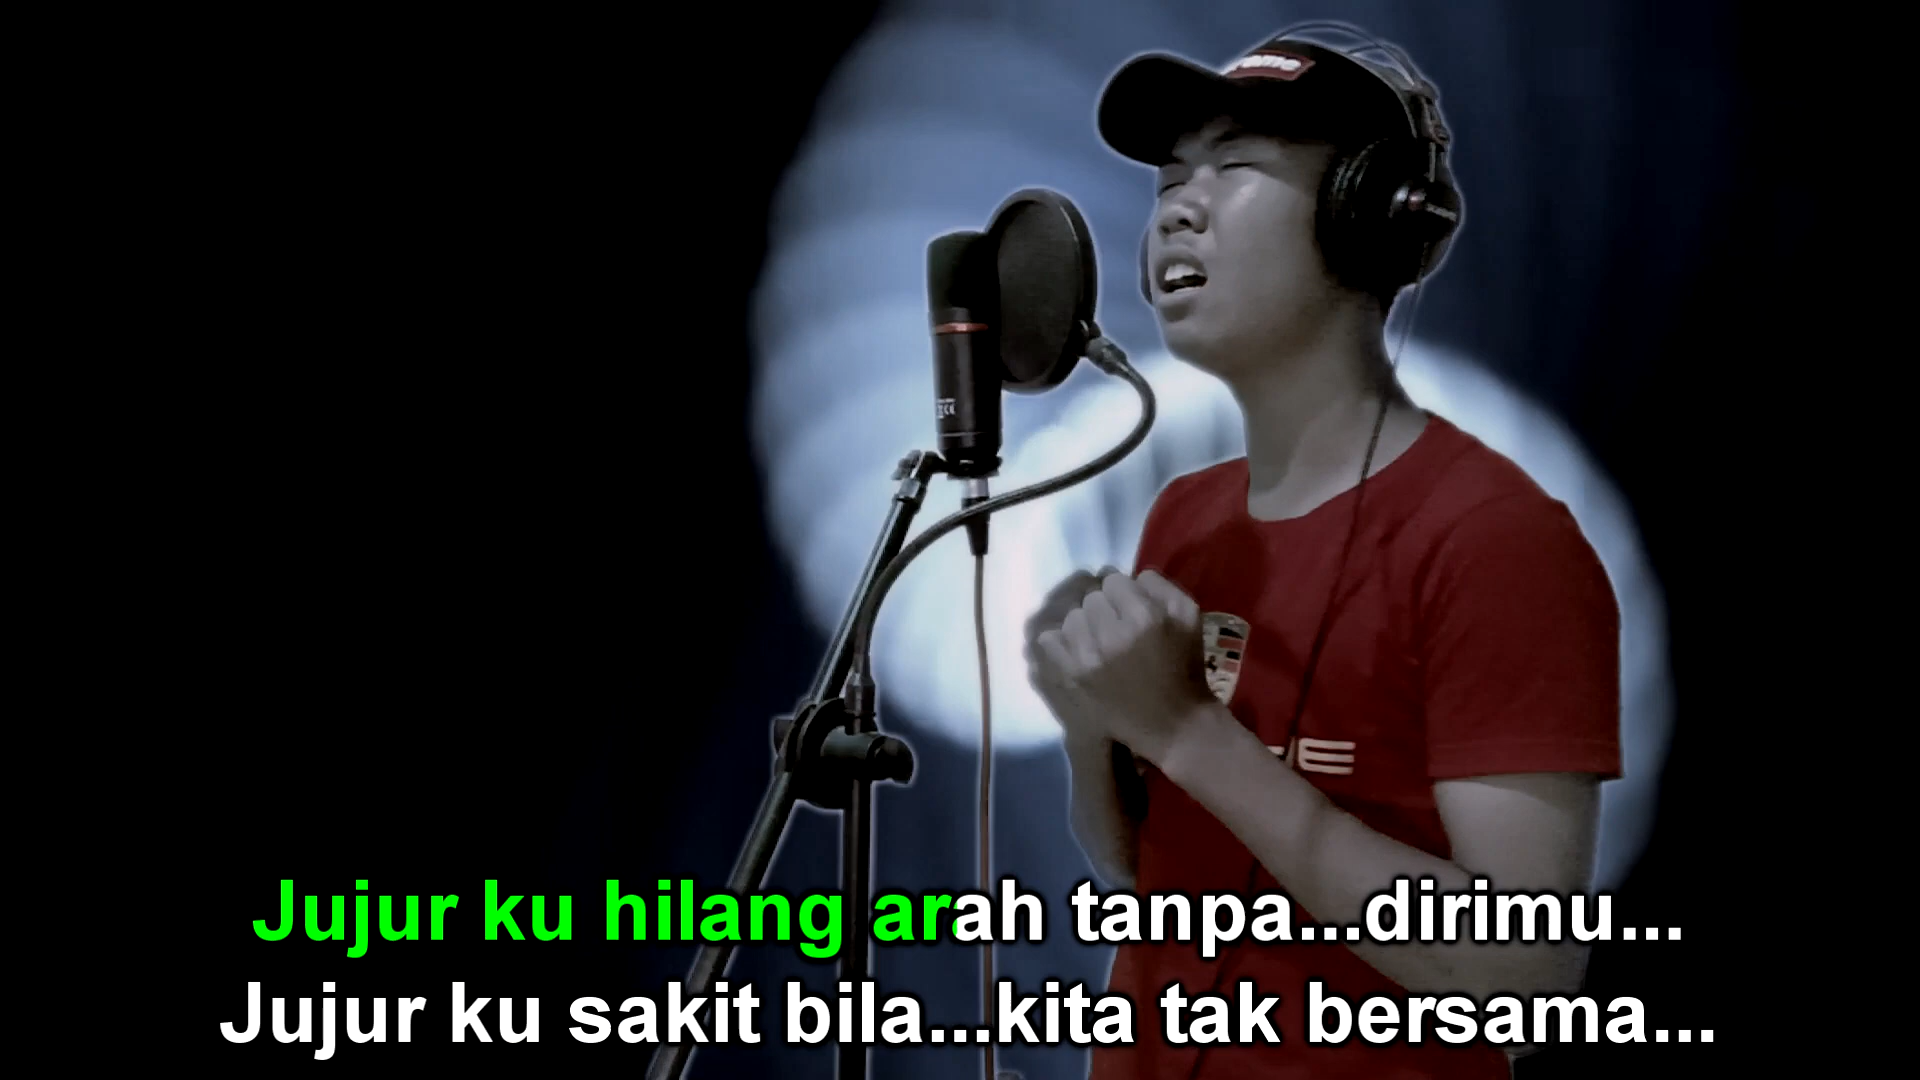 Jujur ku hilang arah tanpa...dirimu...
Jujur ku sakit bila...kita tak bersama...